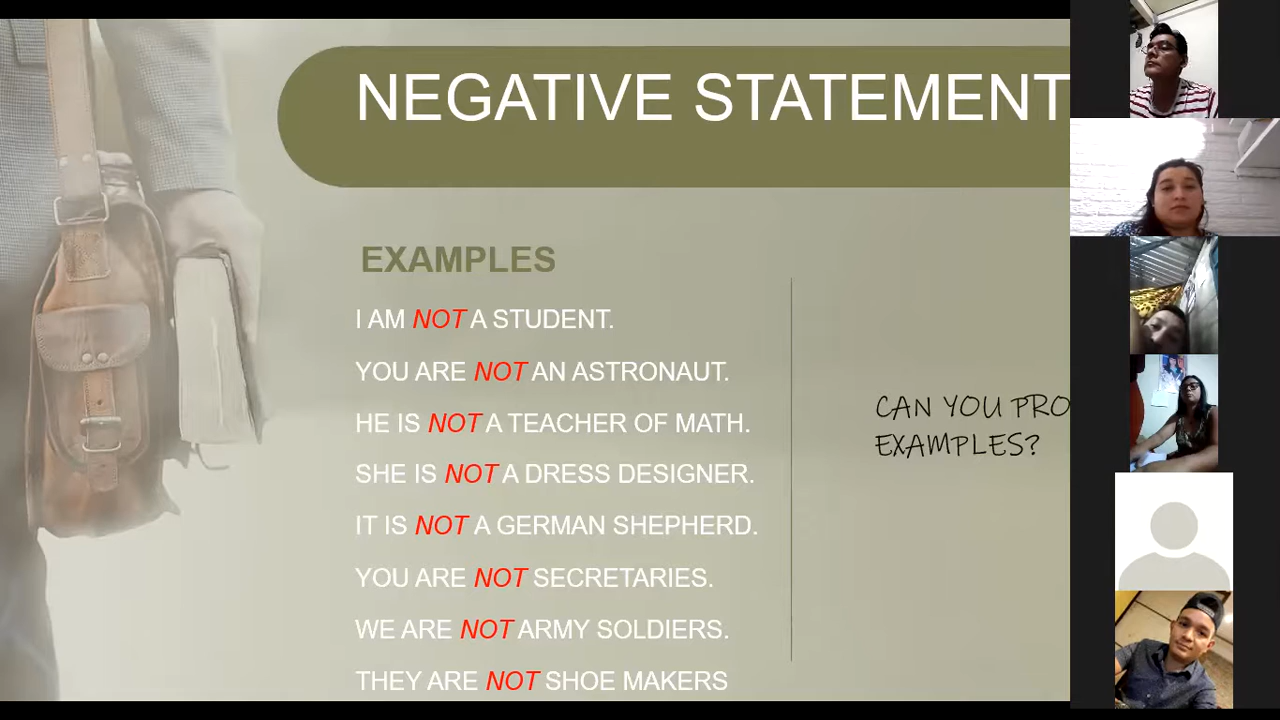 NEGATIVE STATEMENT
EXAMPLES
I AM NOT A STUDENT.
YOU ARE NOT AN ASTRONAUT.
HE IS NOT A TEACHER OF MATH.
SHE IS NOT A DRESS DESIGNER.
IT IS NOT A GERMAN SHEPHERD.
YOU ARE NOT SECRETARIES.
WE ARE NOT ARMY SOLDIERS.
THEY ARE NOT SHOE MAKERS
CAN YOU PRO
EXAMPLES?